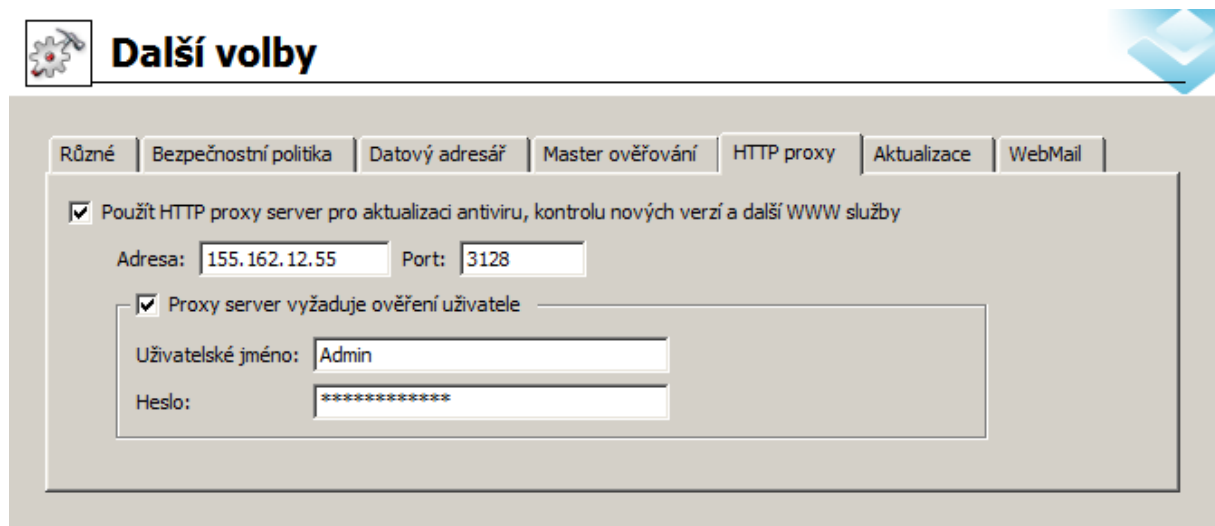 Další volby
Různé Bezpečnostní politika Datový adresář Master ověřování HTTP proxy Aktualizace WebMail
Použít HTTP proxy server pro aktualizaci antiviru, kontrolu nových verzí a další WWW služby
Adresa: 155.162.12.55 Port: 3128
Proxy server vyžaduje ověření uživatele
Uživatelské jméno: Admin
Heslo: *************